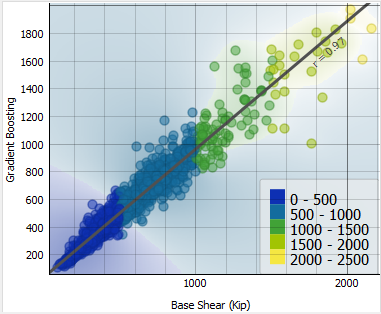 1800
1600
1400
1200
1000
800
600
400
200
Gradient Boosting
r = 0.97
0 - 500
500 - 1000
1000 - 1500
1500 - 2000
2000 - 2500
1000
2000
Base Shear (Kip)